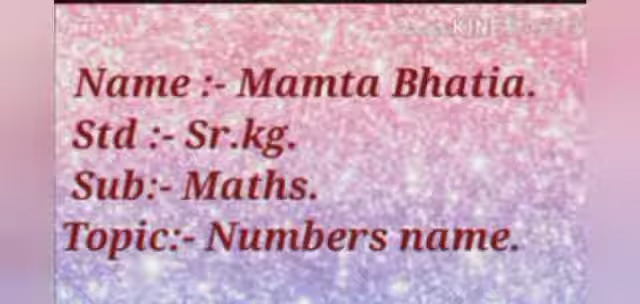 Name :- Mamta Bhatia.
Std :- Sr.kg.
Sub:- Maths.
Topic:- Numbers name.